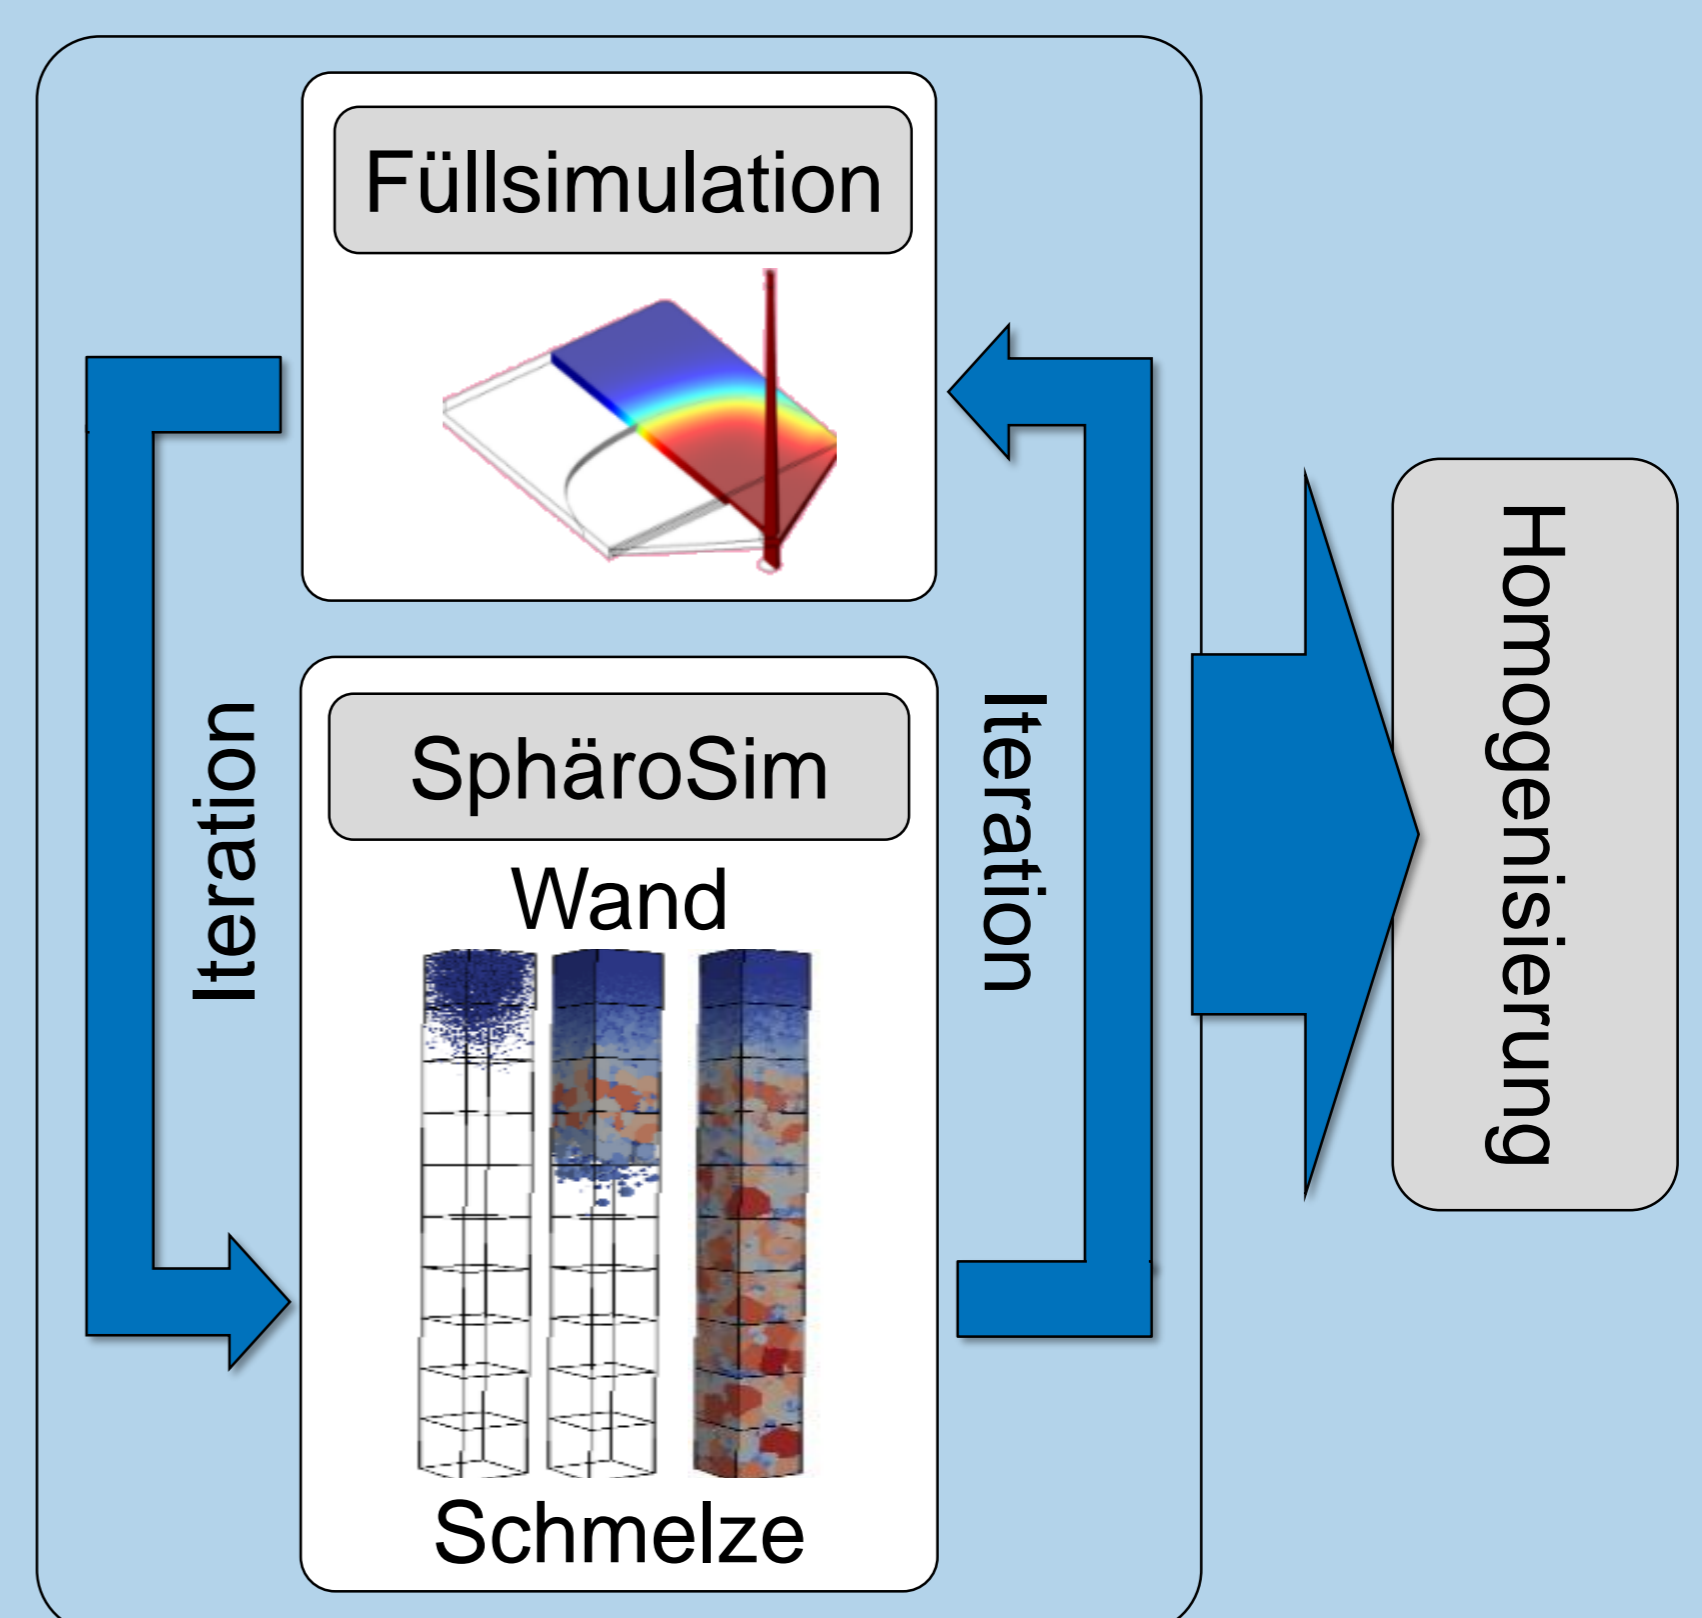 Füllsimulation
Iteration
SphäroSim
Wand
Schmelze
Iteration
Homogenisierung